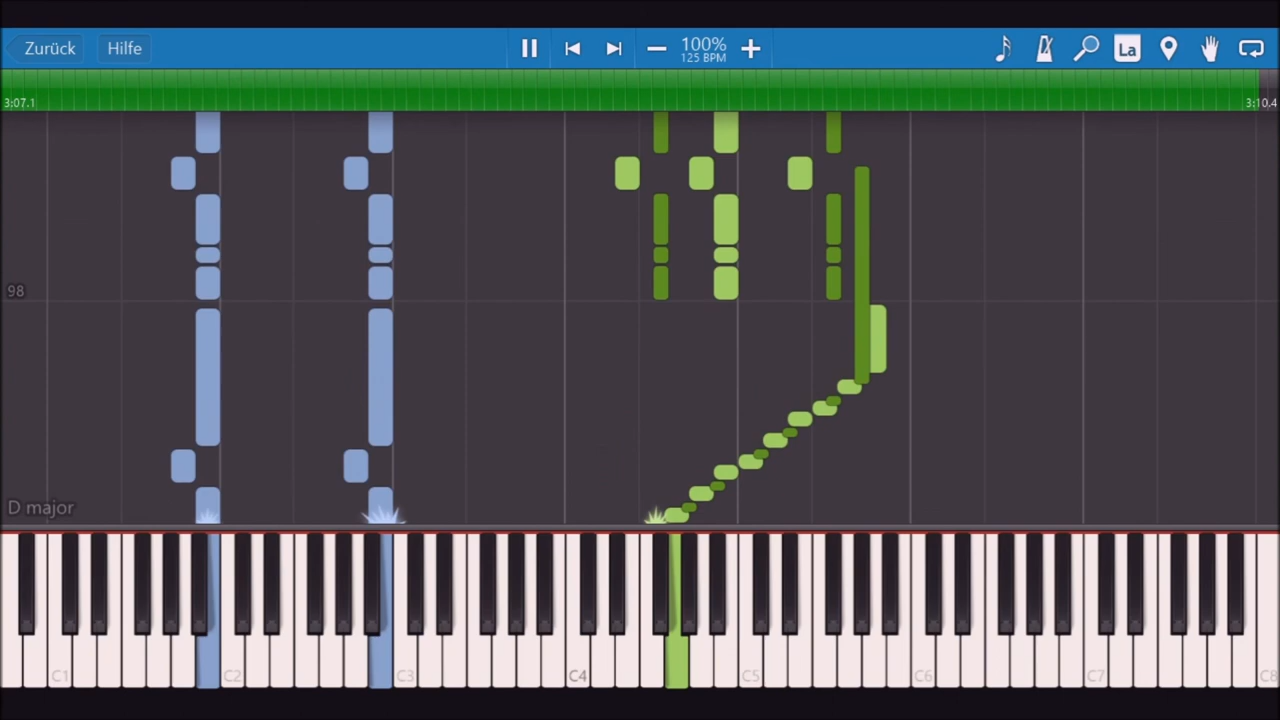 Zurück Hilfe 100% La
125 BPM
3:07.1 3:10.4
98
D major
C1 C2 C3 C4 C5 C6 C7 C8